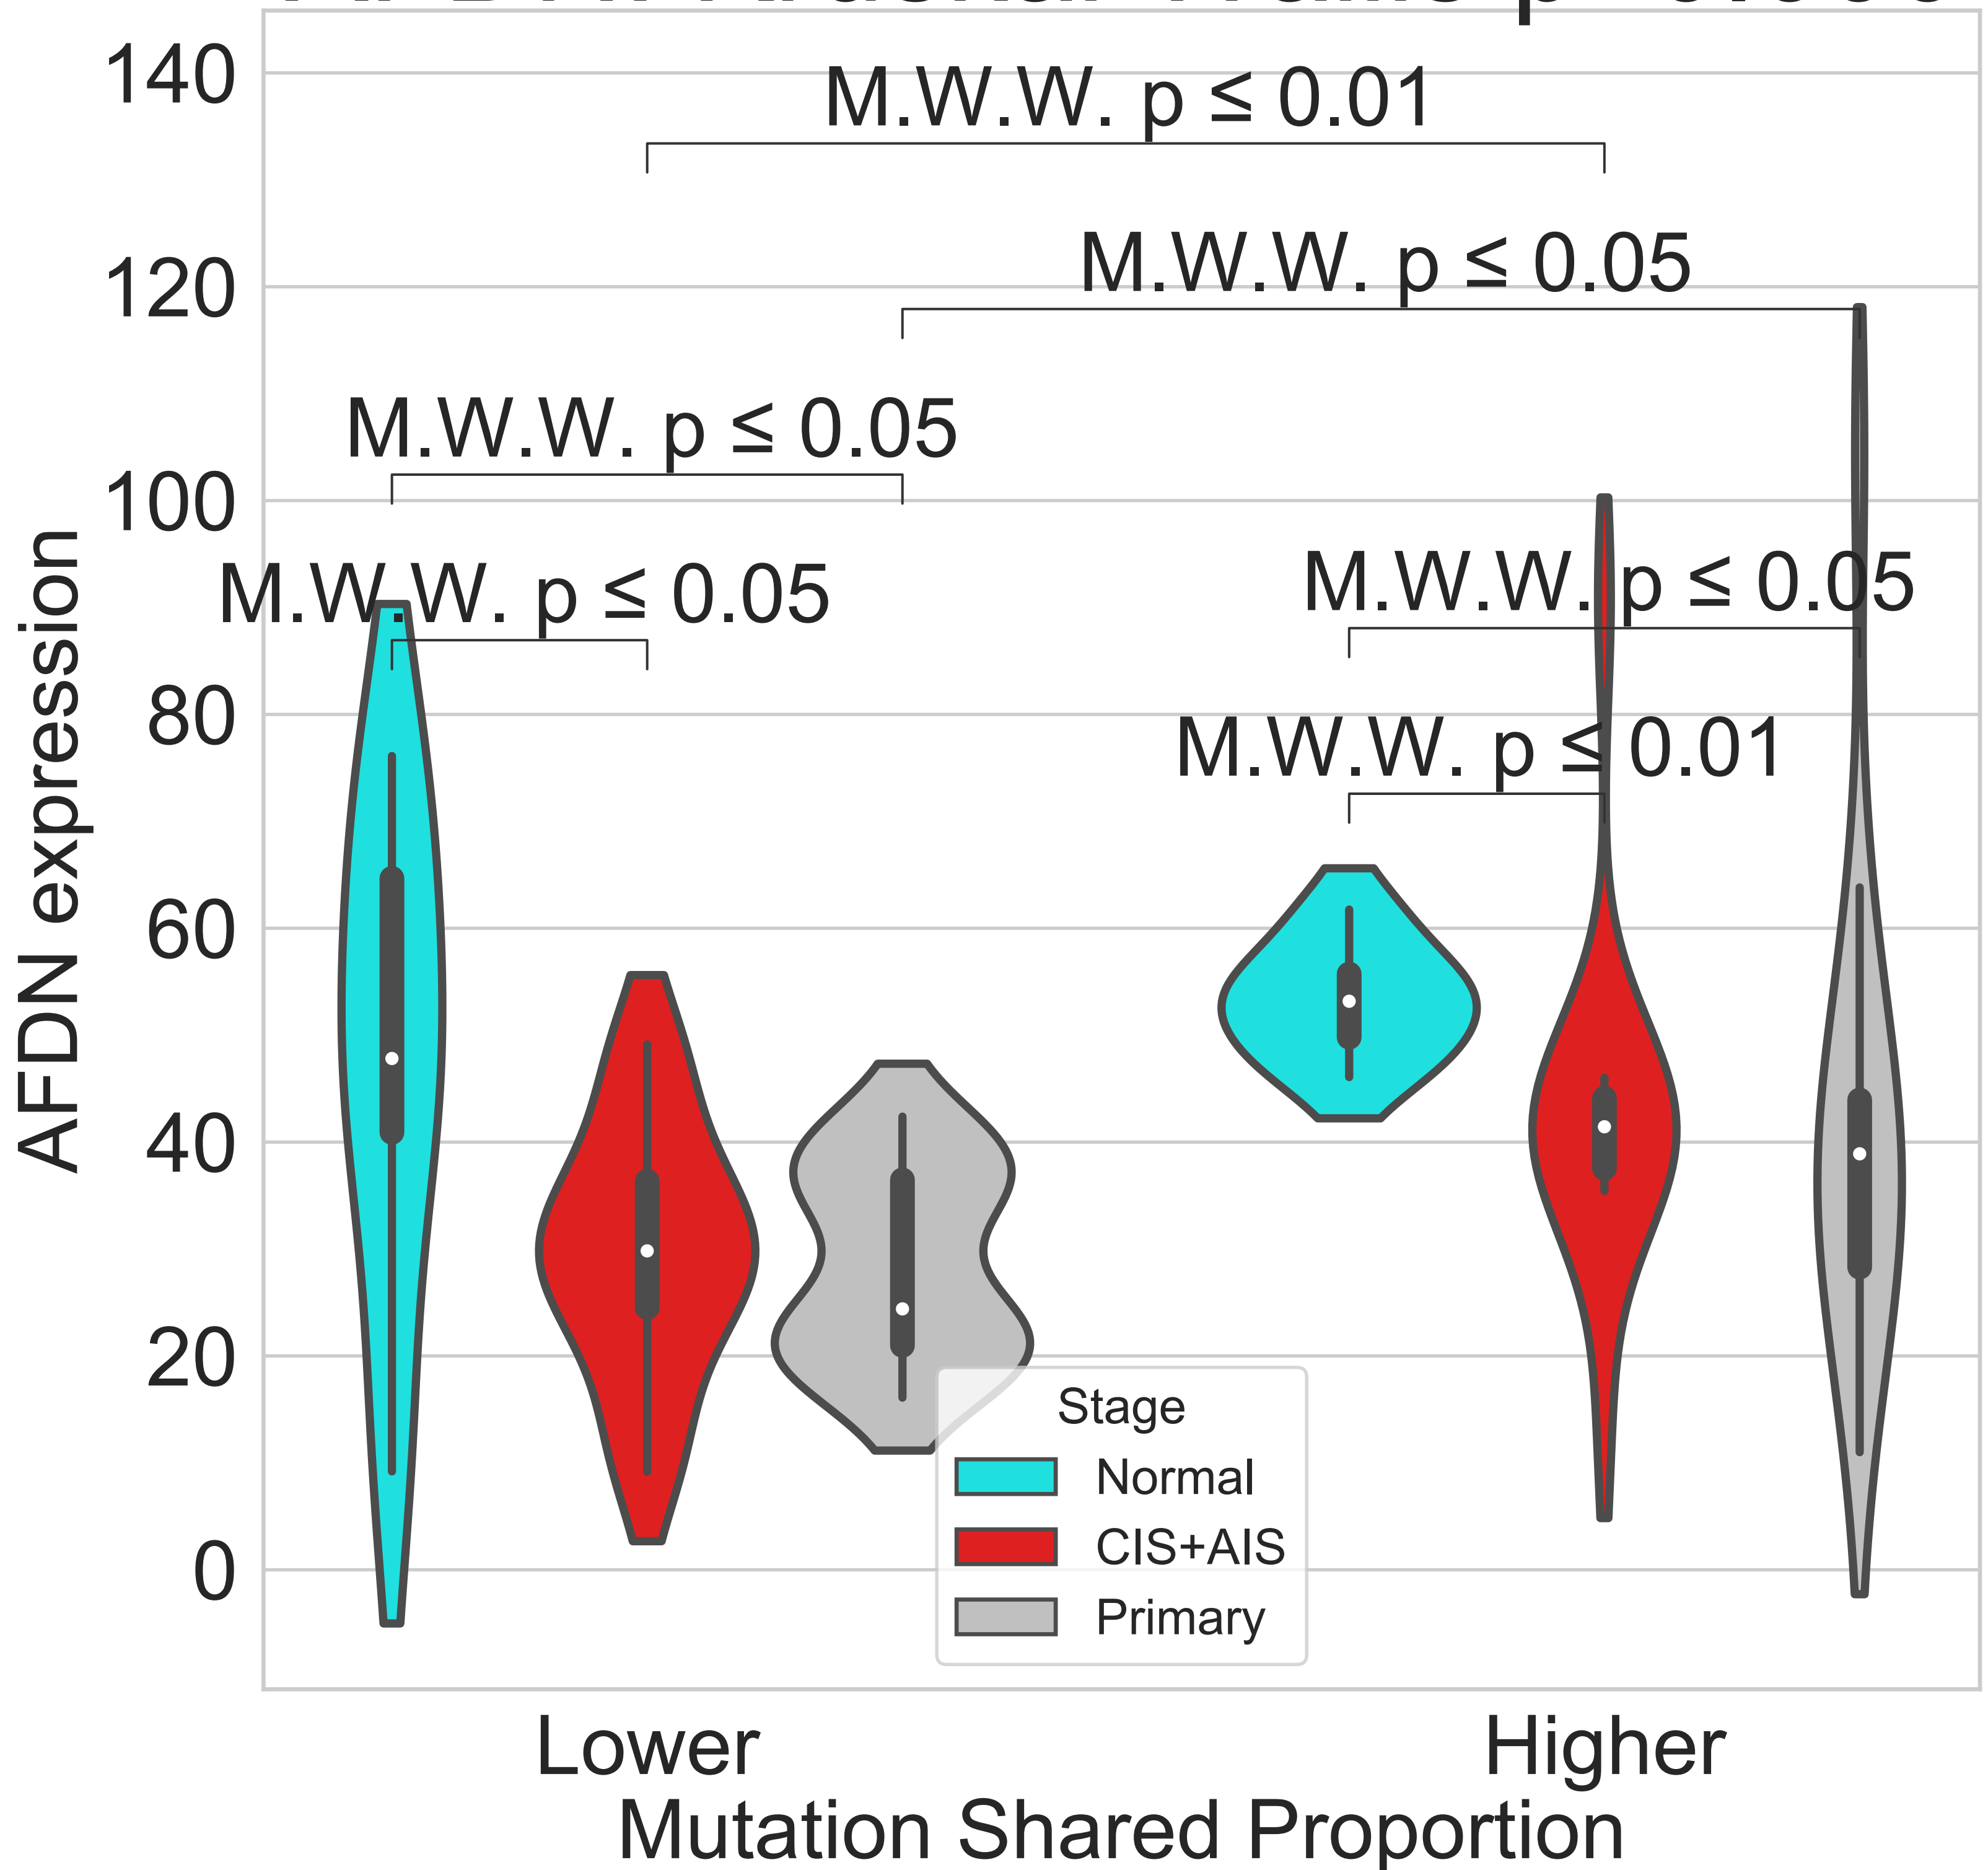 140
M.W.W. p ≤ 0.01
120
M.W.W. p ≤ 0.05
M.W.W. p ≤ 0.05
100
M.W.W. p ≤ 0.05
M.W.W. p ≤ 0.05
80
M.W.W. p ≤ 0.01
60
40
20
0
AFDN expression
Stage
Normal
CIS+AIS
Primary
Lower
Higher
Mutation Shared Proportion